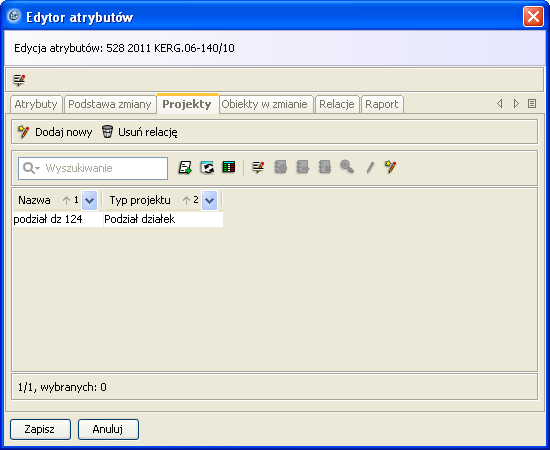 Edytor atrybutów
Edycja atrybutów: 528 2011 KERG.06-140/10
Atrybuty Podstawa zmiany Projekty Obiekty w zmianie Relacje Raport
Dodaj nowy Usuń relację
Wyszukiwanie
Nazwa 1 Typ projektu 2
podział dz 124 Podział działek
1/1, wybranych: 0
Zapisz Anuluj